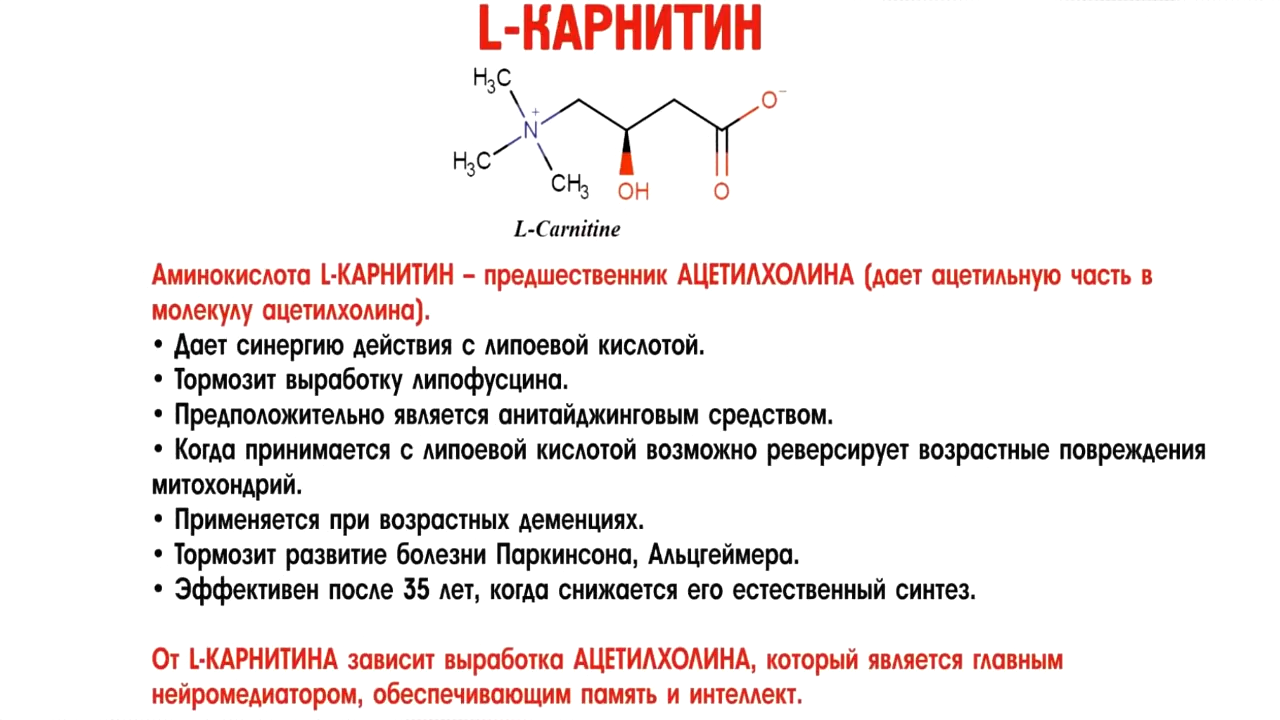 L-КАРНИТИН
H₃C
N⁺
O⁻
H₃C
CH₃
OH
O
L-Carnitine
Аминокислота L-КАРНИТИН – предшественник АЦЕТИЛХОЛИНА (дает ацетильную часть в
молекулу ацетилхолина).
• Дает синергию действия с липоевой кислотой.
• Тормозит выработку липофусцина.
• Предположительно является анитайджинговым средством.
• Когда принимается с липоевой кислотой возможно реверсирует возрастные повреждения
митохондрий.
• Применяется при возрастных деменциях.
• Тормозит развитие болезни Паркинсона, Альцгеймера.
• Эффективен после 35 лет, когда снижается его естественный синтез.
От L-КАРНИТИНА зависит выработка АЦЕТИЛХОЛИНА, который является главным
нейромедиатором, обеспечивающим память и интеллект.